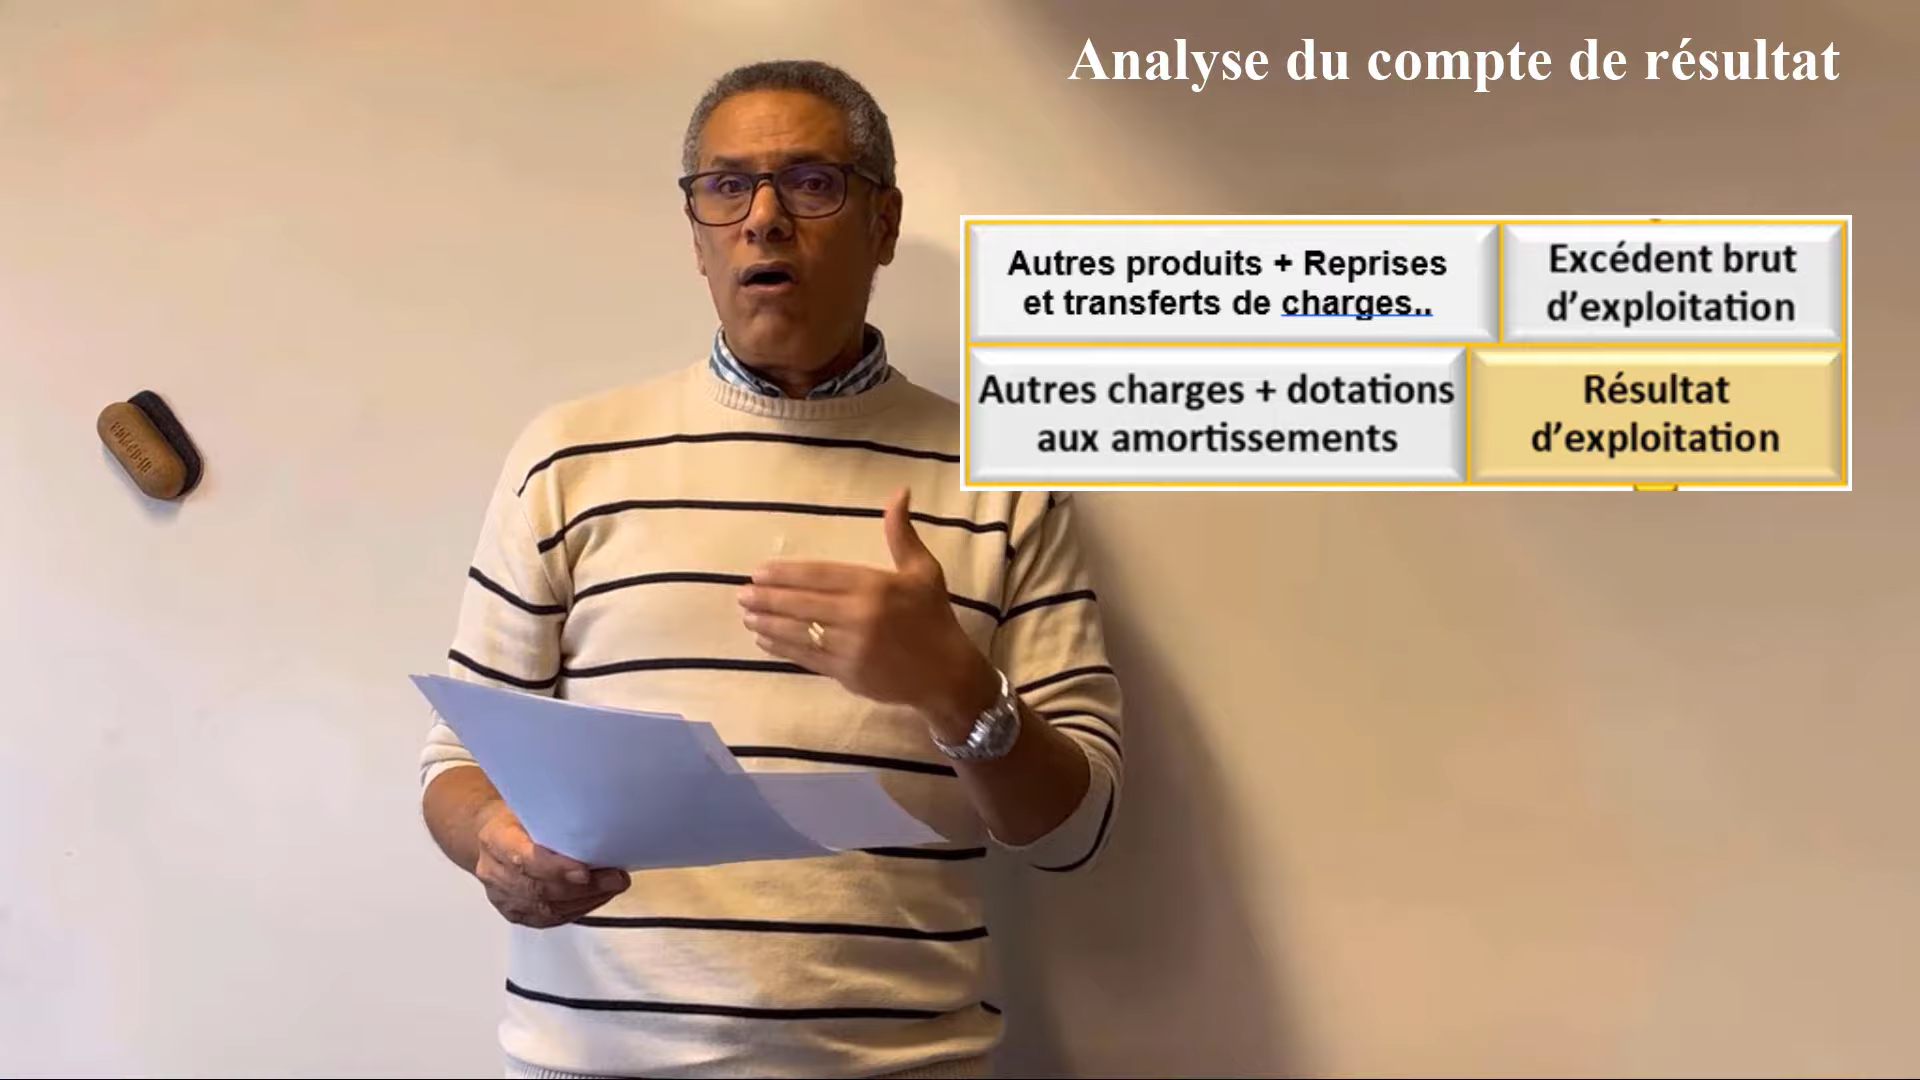 Analyse du compte de résultat
Autres produits + Reprises
et transferts de charges..
Excédent brut
d'exploitation
Autres charges + dotations
aux amortissements
Résultat
d'exploitation